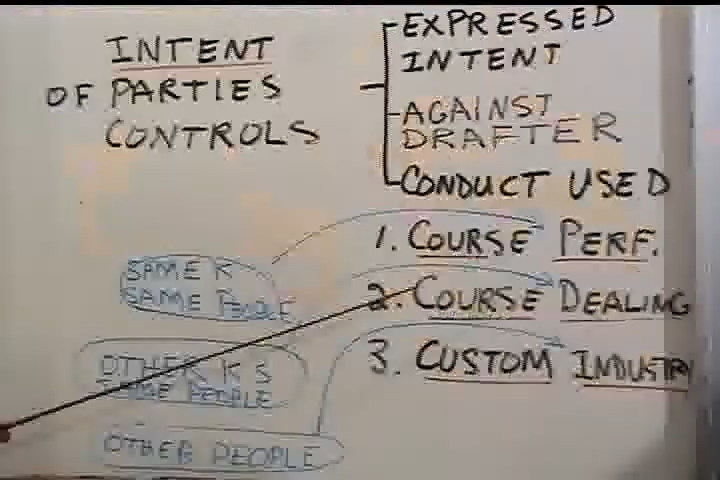 INTENT
OF PARTIES
CONTROLS
EXPRESSED
INTENT
AGAINST
DRAFTER
CONDUCT USED
1. COURSE PERF.
2. COURSE DEALING
3. CUSTOM INDUSTRY
SAME K
SAME PEOPLE
OTHER K S
SAME PEOPLE
OTHER PEOPLE